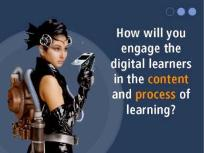 How will you
engage the
digital learners
in the content
and process of
learning?